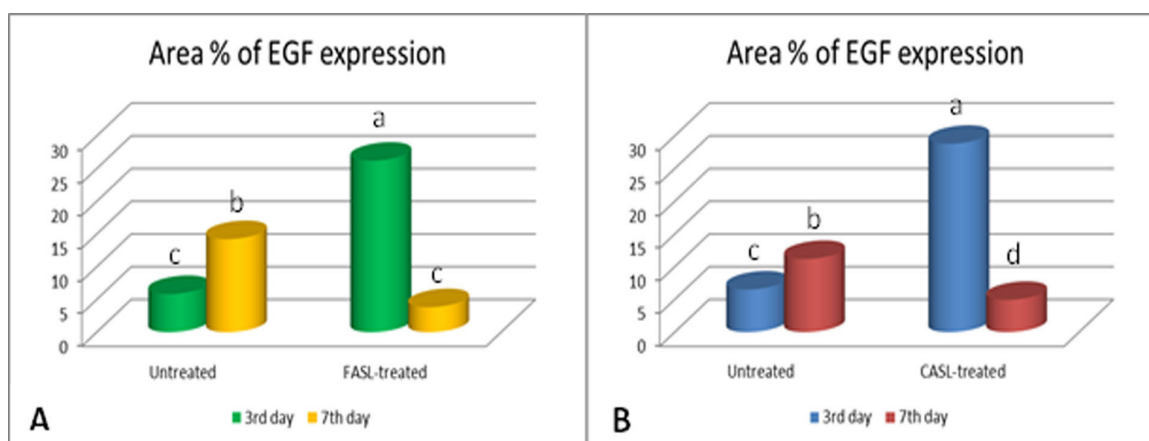 Area % of EGF expression
a
30
25
20
15
10
5
0
b
c
c
Untreated FASL-treated
3rd day 7th day
A
Area % of EGF expression
a
30
25
20
15
10
5
0
b
c
d
Untreated CASL-treated
3rd day 7th day
B